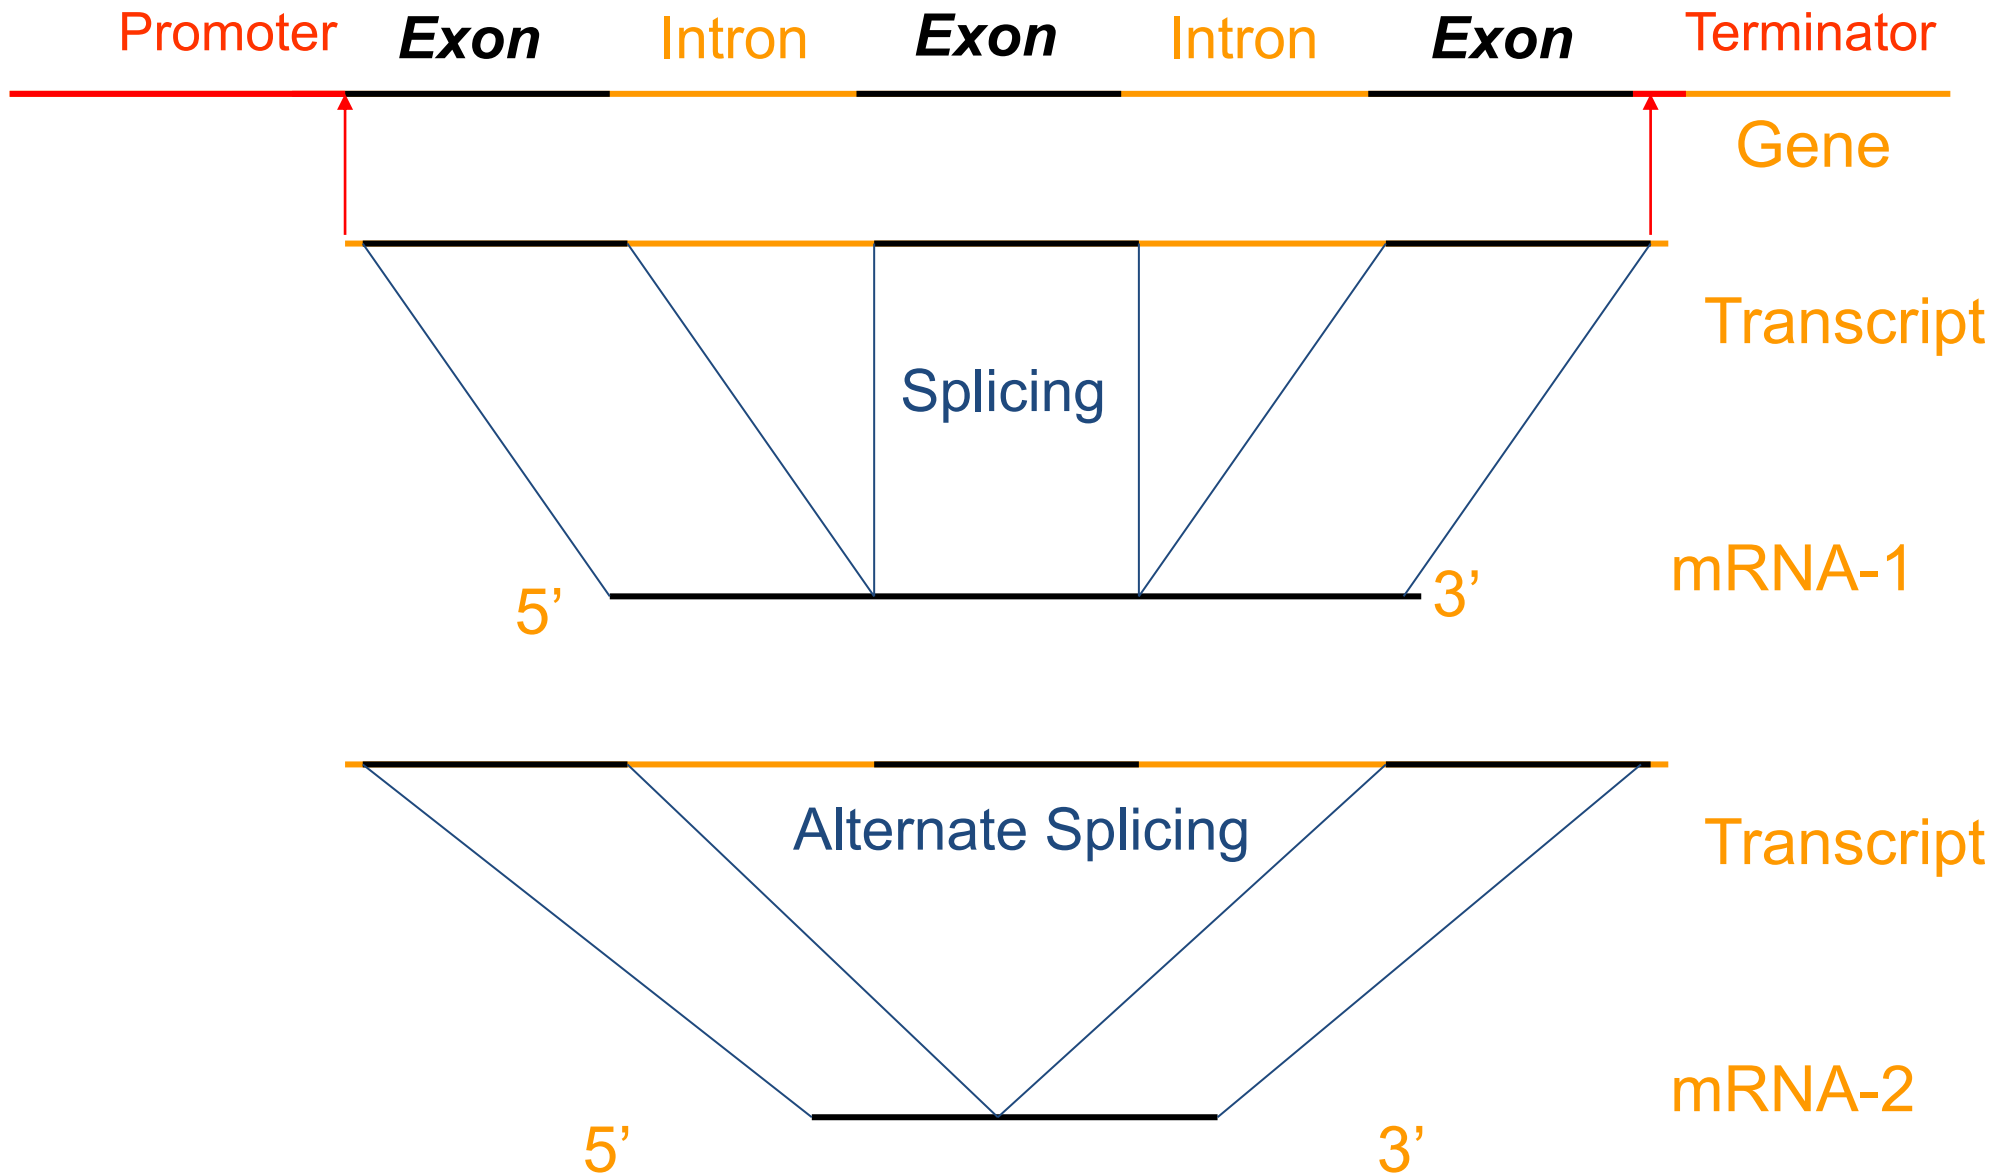 Promoter Exon Intron Exon Intron Exon Terminator
Gene
Transcript
Splicing
mRNA-1
5’ 3’
Alternate Splicing
Transcript
mRNA-2
5’ 3’